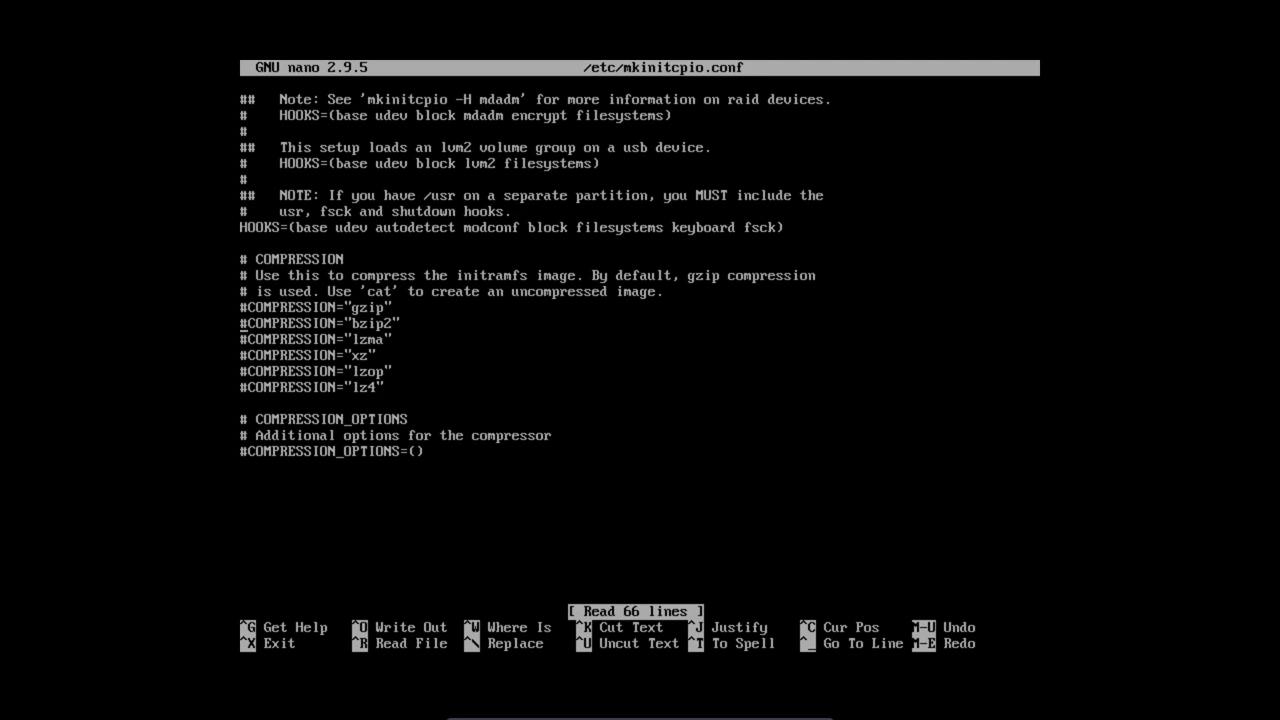 GNU nano 2.9.5 /etc/mkinitcpio.conf
## Note: See 'mkinitcpio -H mdadm' for more information on raid devices.
# HOOKS=(base udev block mdadm encrypt filesystems)
#
## This setup loads an lvm2 volume group on a usb device.
# HOOKS=(base udev block lvm2 filesystems)
#
## NOTE: If you have /usr on a separate partition, you MUST include the
# usr, fsck and shutdown hooks.
HOOKS=(base udev autodetect modconf block filesystems keyboard fsck)
# COMPRESSION
# Use this to compress the initramfs image. By default, gzip compression
# is used. Use 'cat' to create an uncompressed image.
#COMPRESSION="gzip"
#COMPRESSION="bzip2"
#COMPRESSION="lzma"
#COMPRESSION="xz"
#COMPRESSION="lzop"
#COMPRESSION="lz4"
# COMPRESSION_OPTIONS
# Additional options for the compressor
#COMPRESSION_OPTIONS=()
[ Read 66 lines ]
^G Get Help ^O Write Out ^W Where Is ^K Cut Text ^J Justify ^C Cur Pos M-U Undo
^X Exit ^R Read File ^\ Replace ^U Uncut Text ^T To Spell ^_ Go To Line M-E Redo